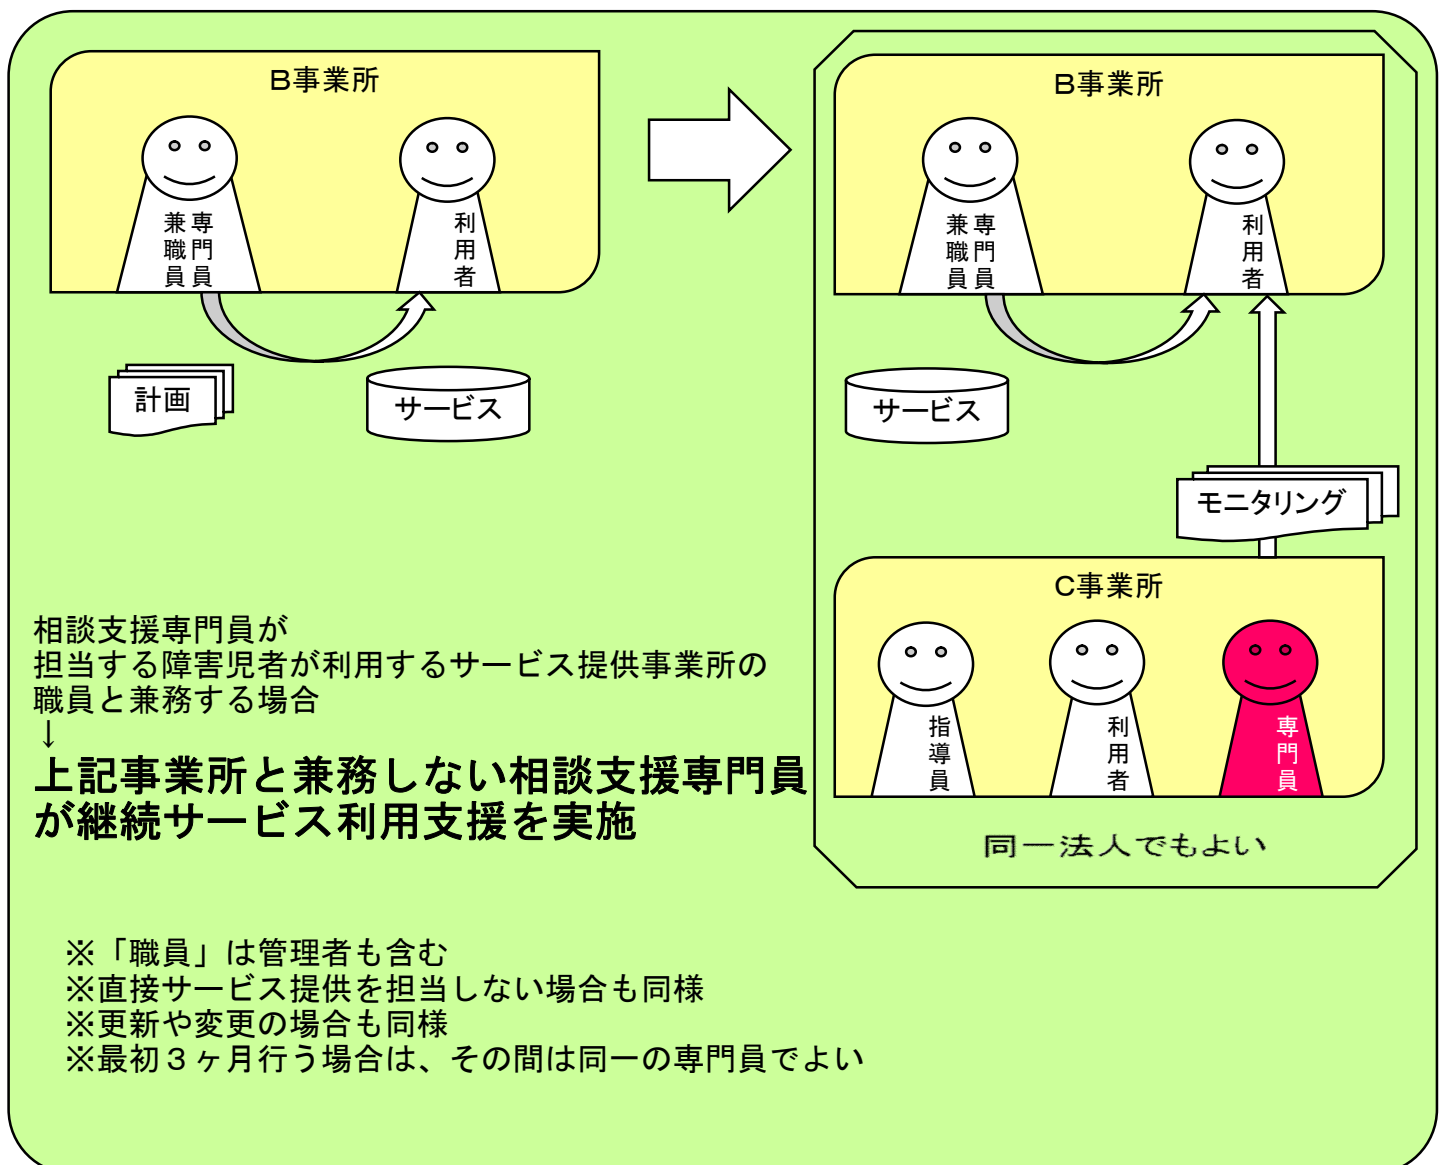 B事業所
専門員
兼職員
利用者
計画
サービス
B事業所
専門員
兼職員
利用者
サービス
モニタリング
C事業所
指導員
利用者
専門員
同一法人でもよい
相談支援専門員が
担当する障害児者が利用するサービス提供事業所の
職員と兼務する場合
↓
上記事業所と兼務しない相談支援専門員
が継続サービス利用支援を実施
※「職員」は管理者も含む
※直接サービス提供を担当しない場合も同様
※更新や変更の場合も同様
※最初３ヶ月行う場合は、その間は同一の専門員でよい